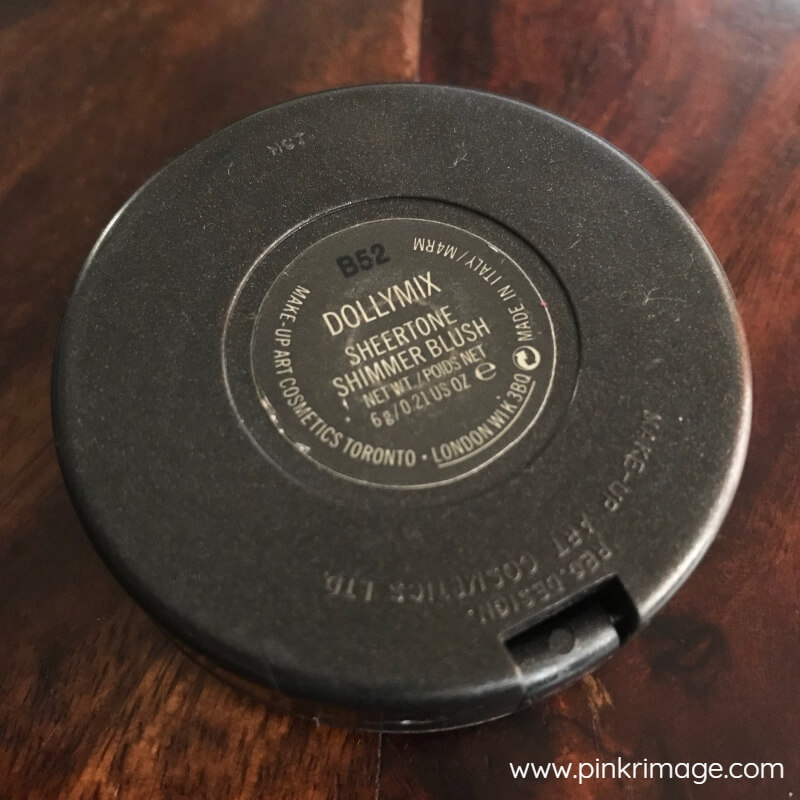 B52
DOLLYMIX
SHEERTONE
SHIMMER BLUSH
NET WT./POIDS NET
6 g/0.21 US OZ e
MAKE-UP ART COSMETICS TORONTO • LONDON W1K 3BQ
MADE IN ITALY / M4RM
MAKE-UP ART COSMETICS LTD.
REG. DESIGN.
www.pinkrimage.com